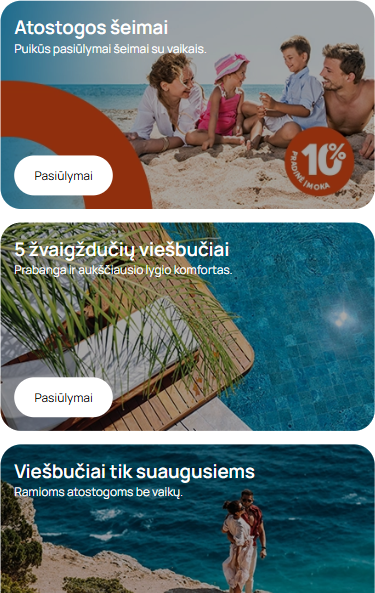 Atostogos šeimai
Puikūs pasiūlymai šeimai su vaikais.
10%
PRADINĖ ĮMOKA
Pasiūlymai
5 žvaigždučių viešbučiai
Prabanga ir aukščiausio lygio komfortas.
Pasiūlymai
Viešbučiai tik suaugusiems
Ramioms atostogoms be vaikų.